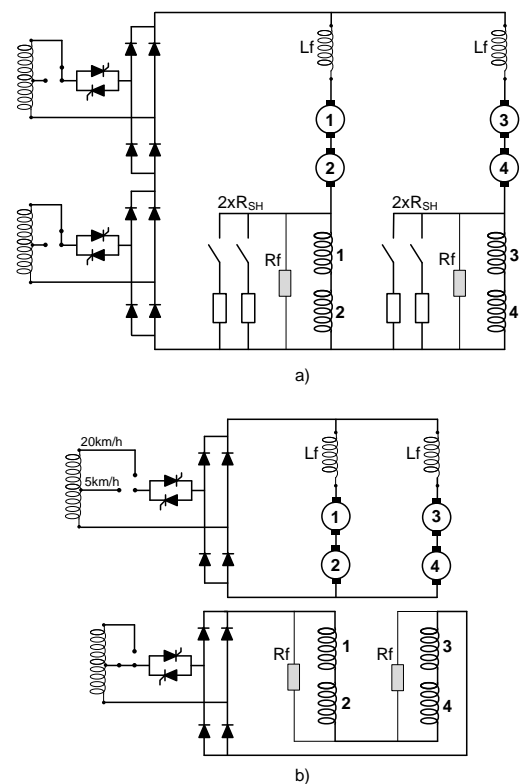 Lf Lf
1 3
2 4
2xRSH 2xRSH
Rf 1 Rf 3
2 4
a)
20km/h
5km/h
Lf Lf
1 3
2 4
Rf 1 Rf 3
2 4
b)